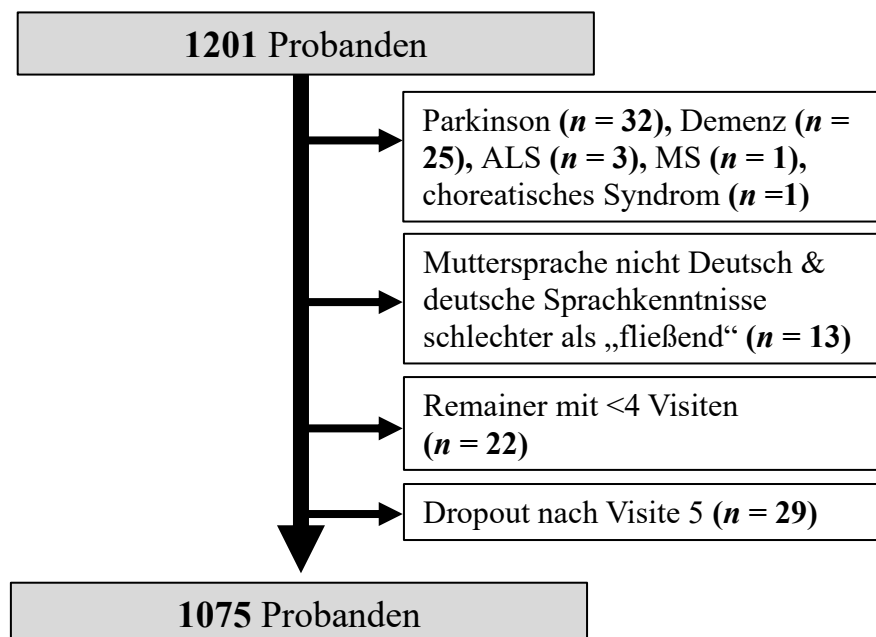 1201 Probanden
Parkinson (n = 32), Demenz (n =
25), ALS (n = 3), MS (n = 1),
choreatisches Syndrom (n =1)
Muttersprache nicht Deutsch &
deutsche Sprachkenntnisse
schlechter als „fließend“ (n = 13)
Remainer mit <4 Visiten
(n = 22)
Dropout nach Visite 5 (n = 29)
1075 Probanden